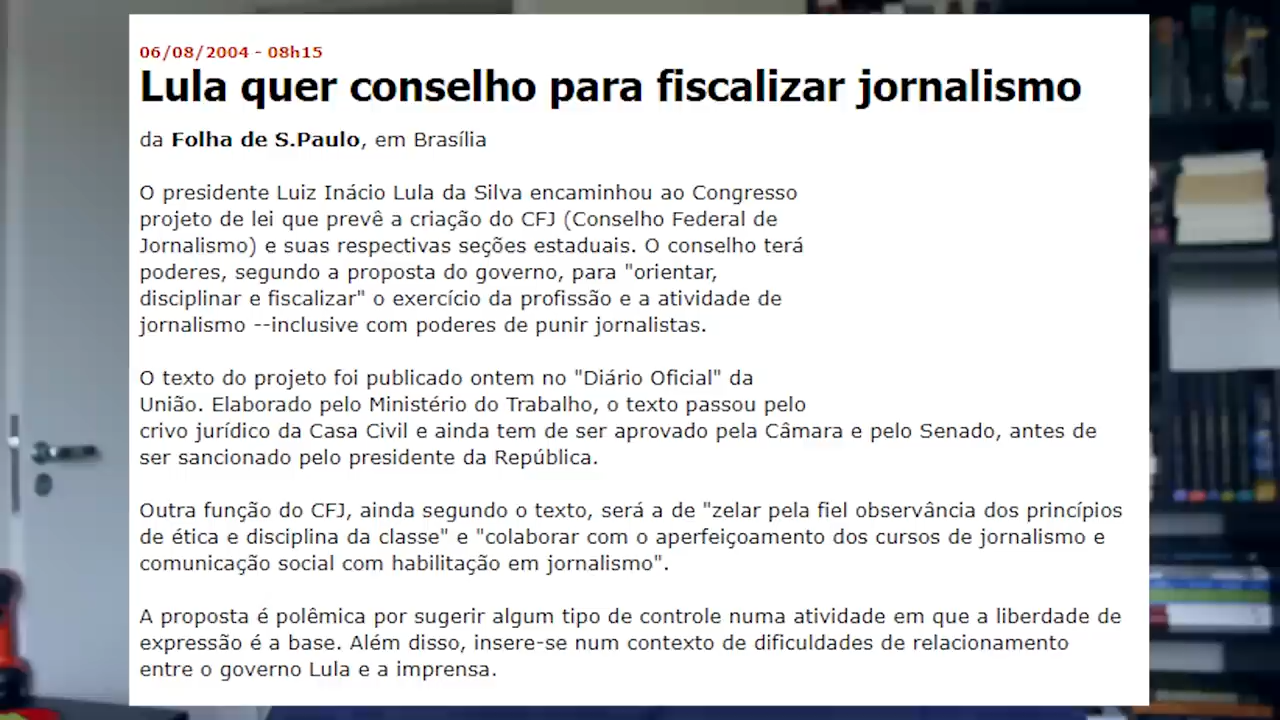 06/08/2004 - 08h15
Lula quer conselho para fiscalizar jornalismo
da Folha de S.Paulo, em Brasília
O presidente Luiz Inácio Lula da Silva encaminhou ao Congresso
projeto de lei que prevê a criação do CFJ (Conselho Federal de
Jornalismo) e suas respectivas seções estaduais. O conselho terá
poderes, segundo a proposta do governo, para "orientar,
disciplinar e fiscalizar" o exercício da profissão e a atividade de
jornalismo --inclusive com poderes de punir jornalistas.
O texto do projeto foi publicado ontem no "Diário Oficial" da
União. Elaborado pelo Ministério do Trabalho, o texto passou pelo
crivo jurídico da Casa Civil e ainda tem de ser aprovado pela Câmara e pelo Senado, antes de
ser sancionado pelo presidente da República.
Outra função do CFJ, ainda segundo o texto, será a de "zelar pela fiel observância dos princípios
de ética e disciplina da classe" e "colaborar com o aperfeiçoamento dos cursos de jornalismo e
comunicação social com habilitação em jornalismo".
A proposta é polêmica por sugerir algum tipo de controle numa atividade em que a liberdade de
expressão é a base. Além disso, insere-se num contexto de dificuldades de relacionamento
entre o governo Lula e a imprensa.